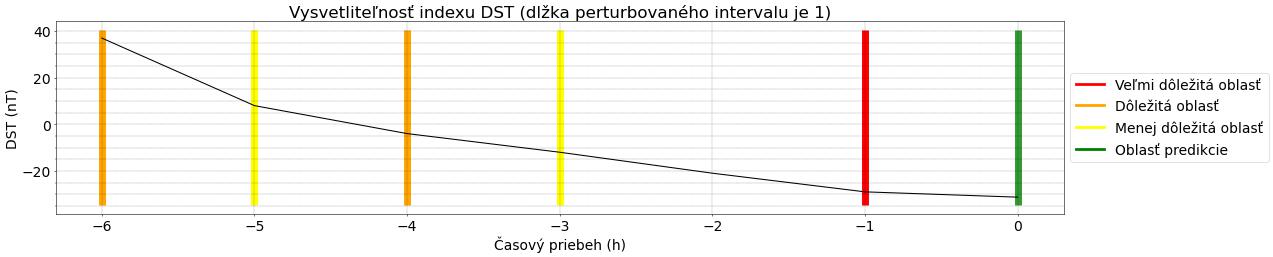 Vysvetliteľnosť indexu DST (dĺžka perturbovaného intervalu je 1)
DST (nT)
40
20
0
−20
−6
−5
−4
−3
−2
−1
0
Časový priebeh (h)
Veľmi dôležitá oblasť
Dôležitá oblasť
Menej dôležitá oblasť
Oblasť predikcie